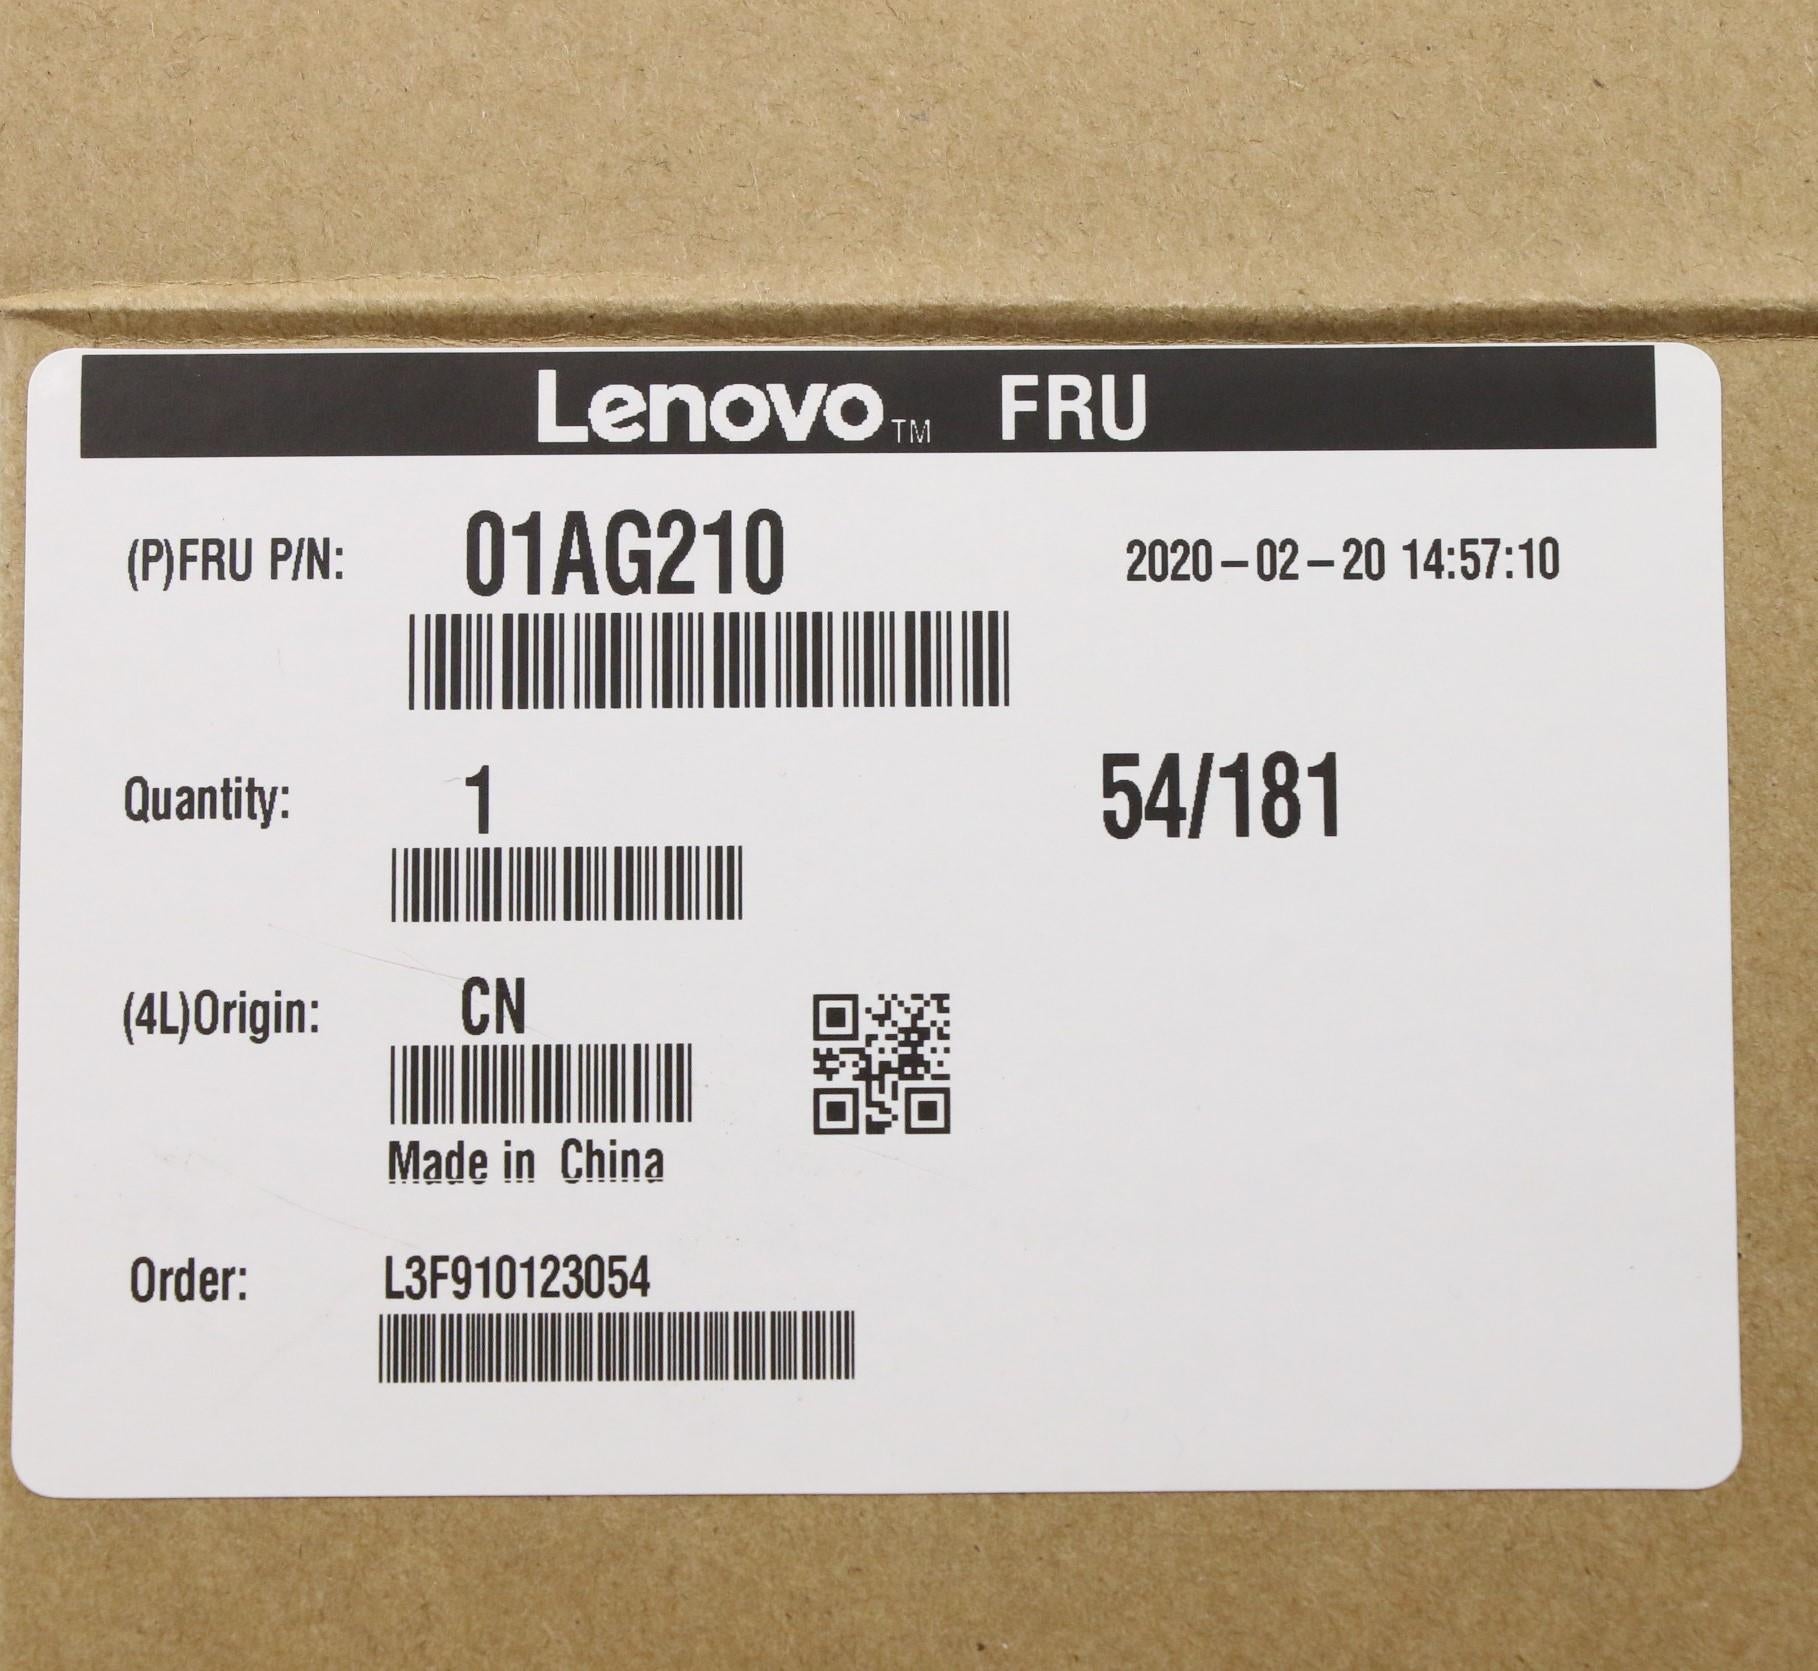 Lenovo™ FRU
(P)FRU P/N: 01AG210 2020-02-20 14:57:10
Quantity: 1 54/181
(4L)Origin: CN
Made in China
Order: L3F910123054